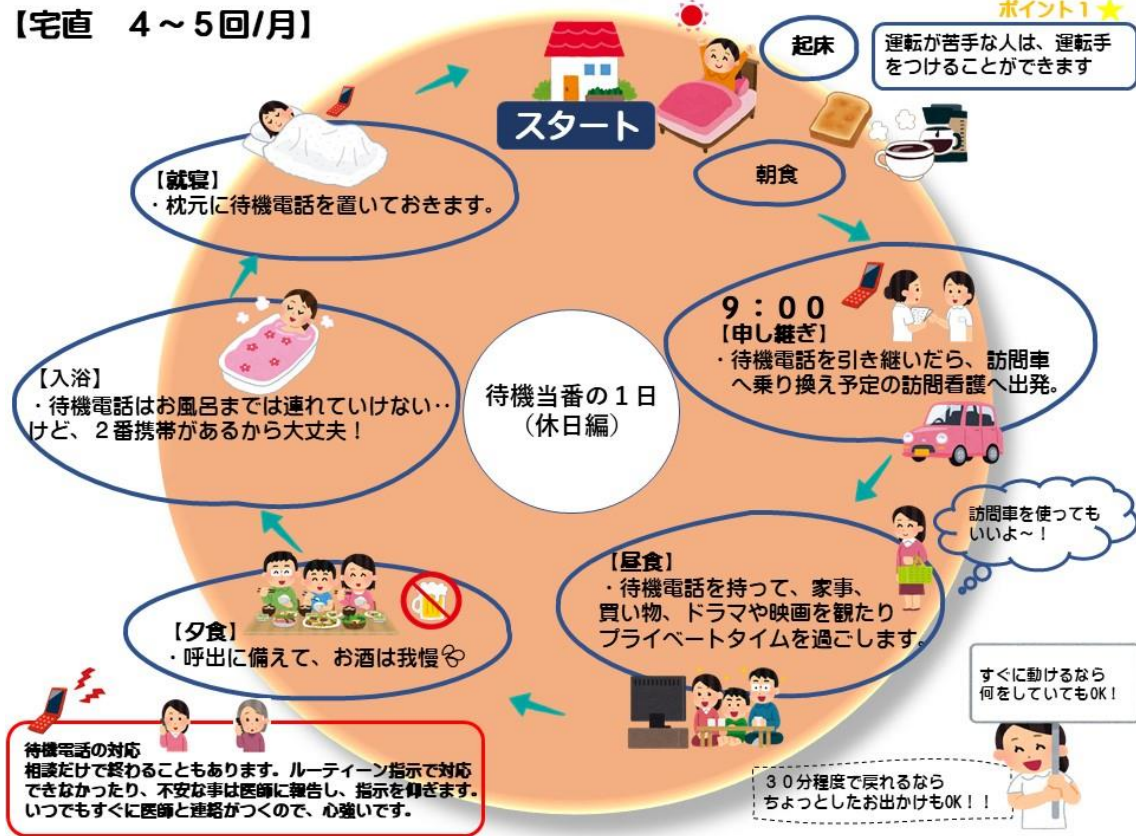 【宅直　４～５回/月】
ポイント１
起床
運転が苦手な人は、運転手
をつけることができます
スタート
朝食
９：００
【申し継ぎ】
・待機電話を引き継いだら、訪問車
へ乗り換え予定の訪問看護へ出発。
訪問車を使っても
いいよ～！
【昼食】
・待機電話を持って、家事、
買い物、ドラマや映画を観たり
プライベートタイムを過ごします。
すぐに動けるなら
何をしていてもOK！
３０分程度で戻れるなら
ちょっとしたお出かけもOK！！
【夕食】
・呼出に備えて、お酒は我慢
【入浴】
・待機電話はお風呂までは連れていけない‥
けど、２番携帯があるから大丈夫！
【就寝】
・枕元に待機電話を置いておきます。
待機当番の１日
（休日編）
待機電話の対応
相談だけで終わることもあります。ルーティーン指示で対応
できなかったり、不安な事は医師に報告し、指示を仰ぎます。
いつでもすぐに医師と連絡がつくので、心強いです。